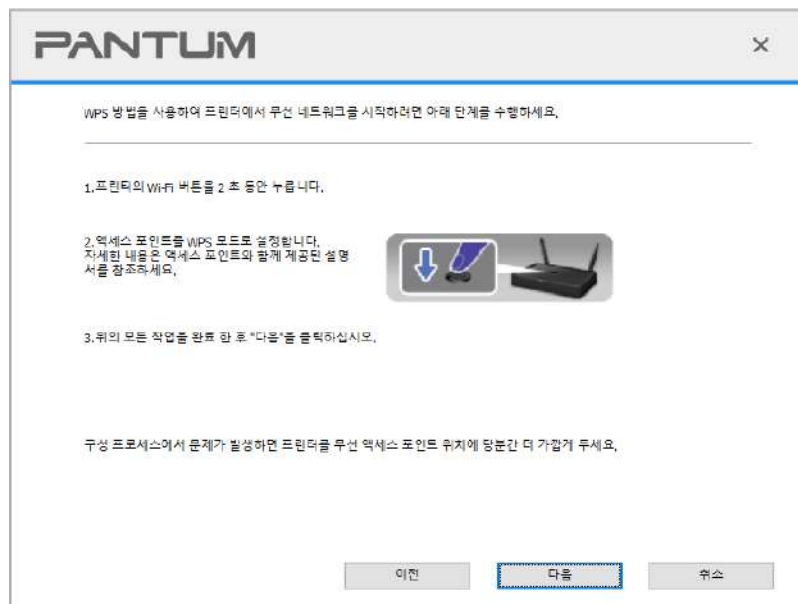 PANTUM
WPS 방법을 사용하여 프린터에서 무선 네트워크를 시작하려면 아래 단계를 수행하세요.
1.프린터의 Wi-Fi 버튼을 2 초 동안 누릅니다.
2.액세스 포인트를 WPS 모드로 설정합니다.
자세한 내용은 액세스 포인트와 함께 제공된 설명
서를 참조하세요.
3.위의 모든 작업을 완료 한 후 "다음"을 클릭하십시오.
구성 프로세스에서 문제가 발생하면 프린터를 무선 액세스 포인트 위치에 당분간 더 가깝게 두세요.
이전
다음
취소